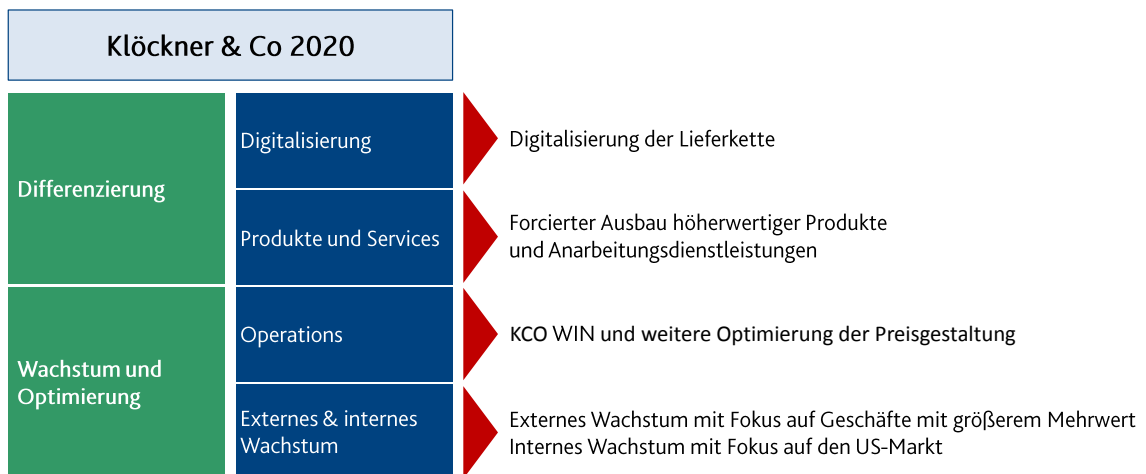 Klöckner & Co 2020
Differenzierung
Digitalisierung
Digitalisierung der Lieferkette
Produkte und Services
Forcierter Ausbau höherwertiger Produkte
und Anarbeitungsdienstleistungen
Wachstum und
Optimierung
Operations
KCO WIN und weitere Optimierung der Preisgestaltung
Externes & internes
Wachstum
Externes Wachstum mit Fokus auf Geschäfte mit größerem Mehrwert
Internes Wachstum mit Fokus auf den US-Markt